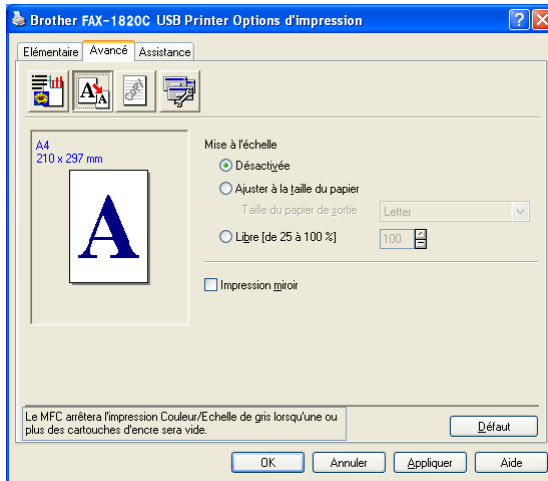 Brother FAX-1820C USB Printer Options d'impression
Elémentaire Avancé Assistance
A4
210 x 297 mm
A
Mise à l'échelle
Désactivée
Ajuster à la taille du papier
Taille du papier de sortie Letter
Libre [de 25 à 100 %] 100
Impression miroir
Le MFC arrêtera l'impression Couleur/Echelle de gris lorsqu'une ou
plus des cartouches d'encre sera vide.
Défaut
OK Annuler Appliquer Aide